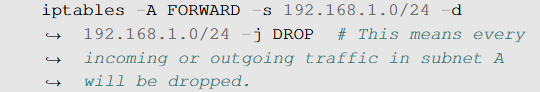 iptables -A FORWARD -s 192.168.1.0/24 -d
↪ 192.168.1.0/24 -j DROP # This means every
↪ incoming or outgoing traffic in subnet A
↪ will be dropped.